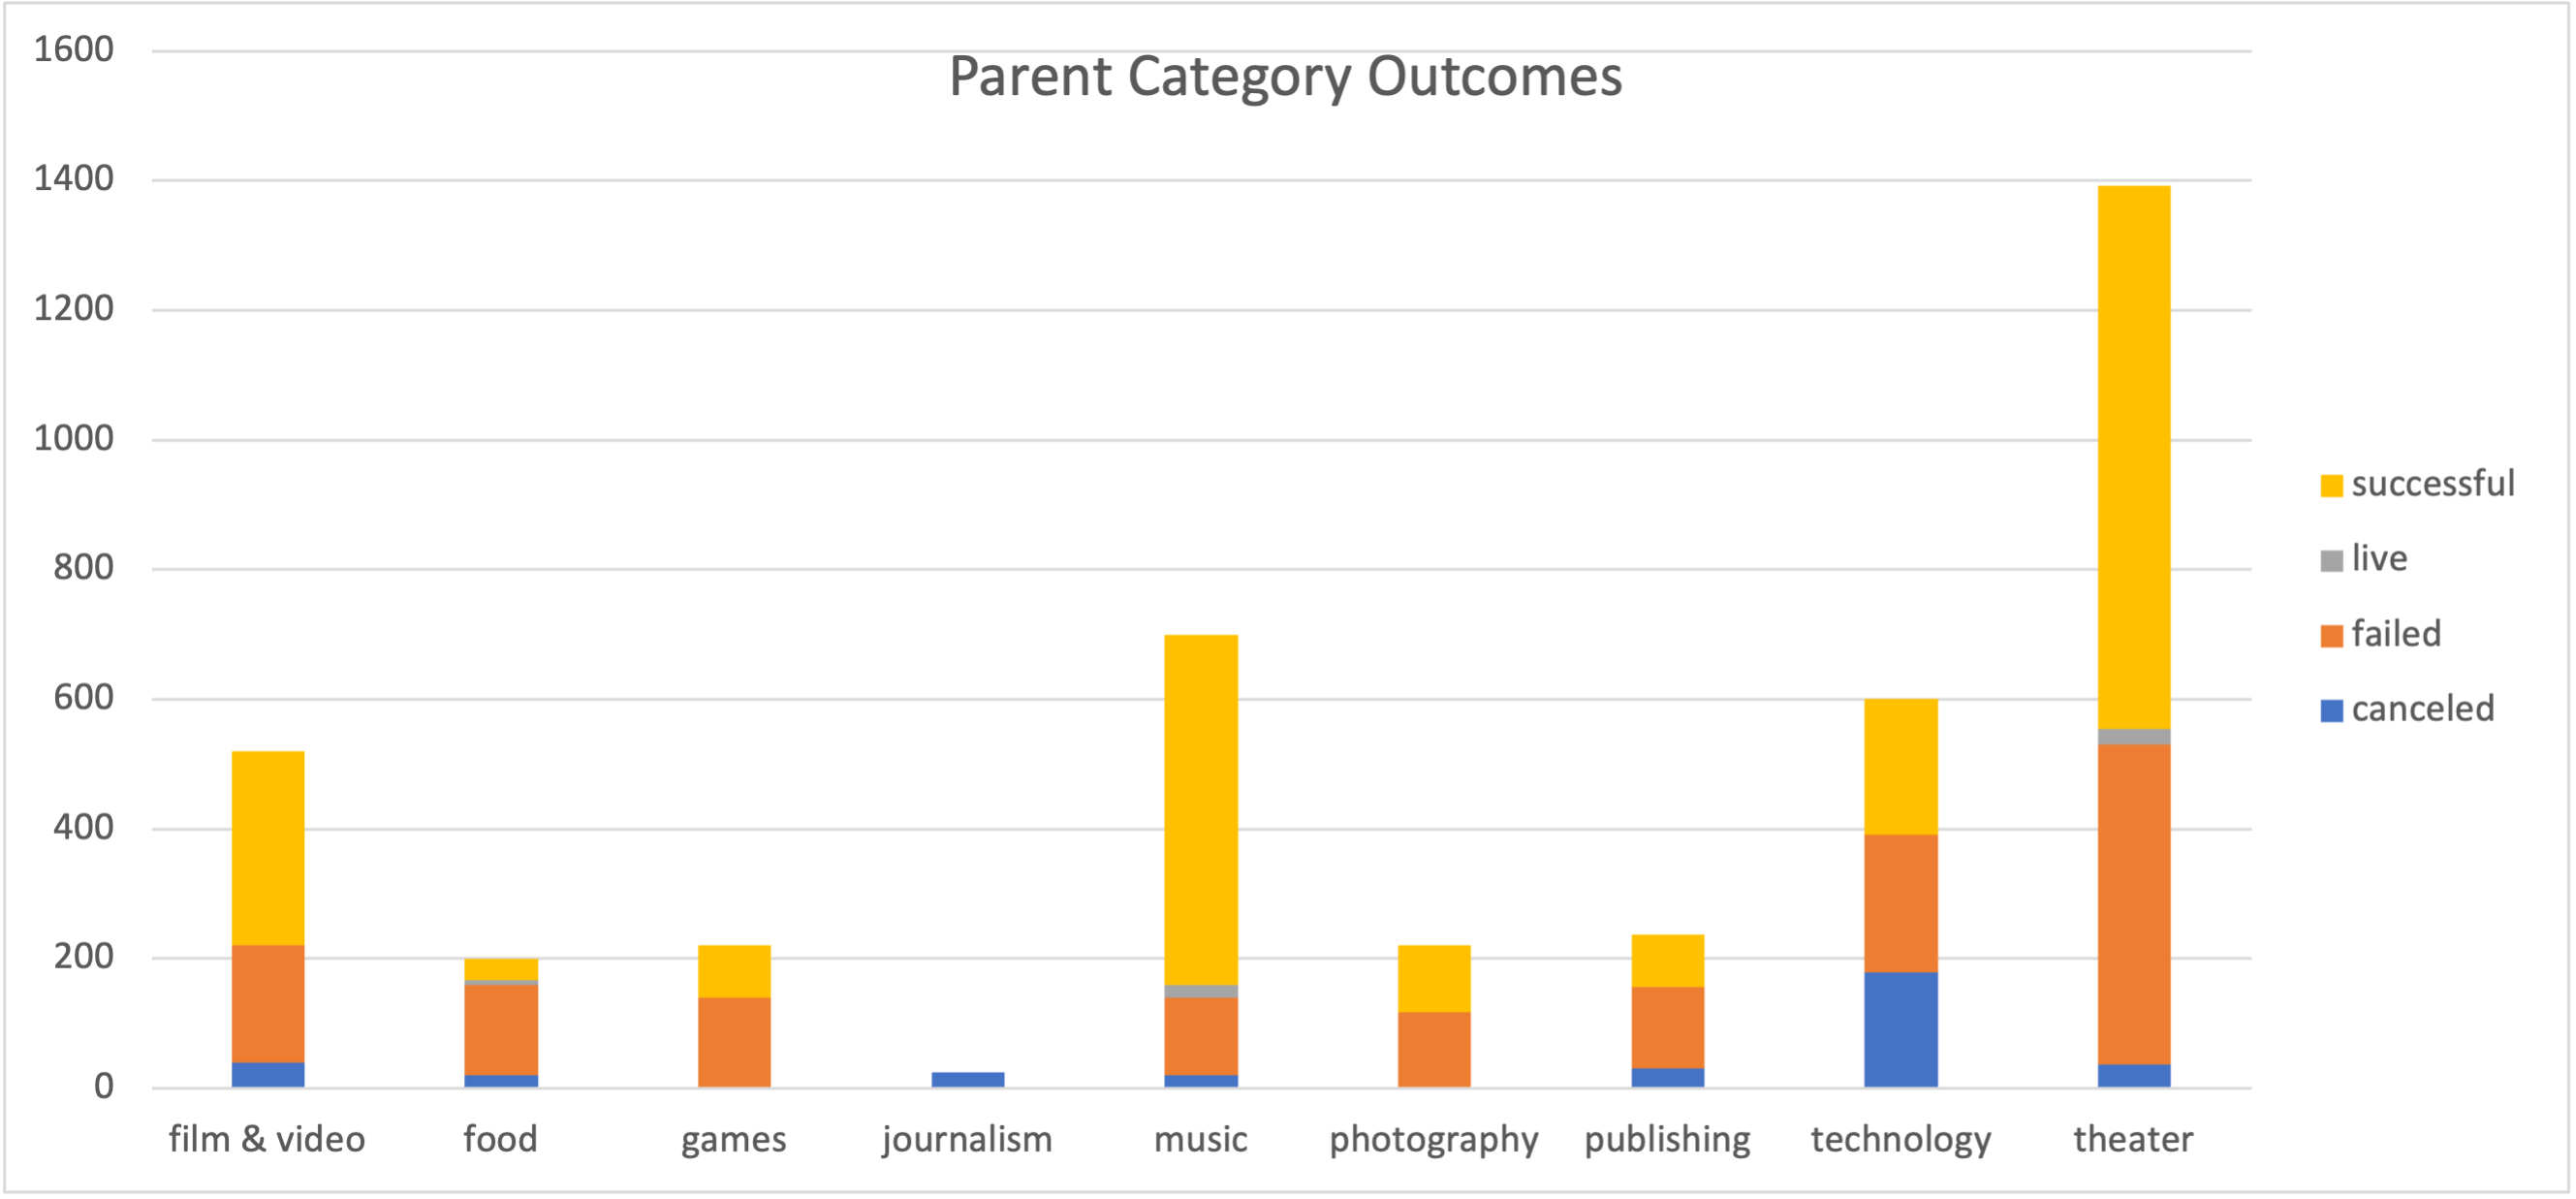 Parent Category Outcomes
1600
1400
1200
1000
800
600
400
200
0
film & video food games journalism music photography publishing technology theater
successful
live
failed
canceled